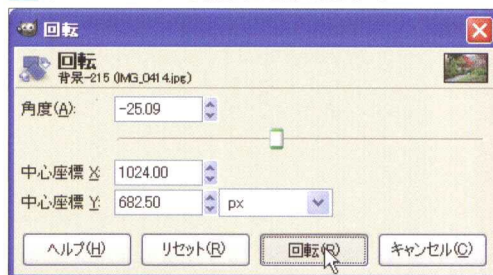 回転
回転
背景-215 (IMG_0414.jpg)
角度(A): -25.09
中心座標 X: 1024.00
中心座標 Y: 682.50 px
ヘルプ(H) リセット(R) 回転(R) キャンセル(C)